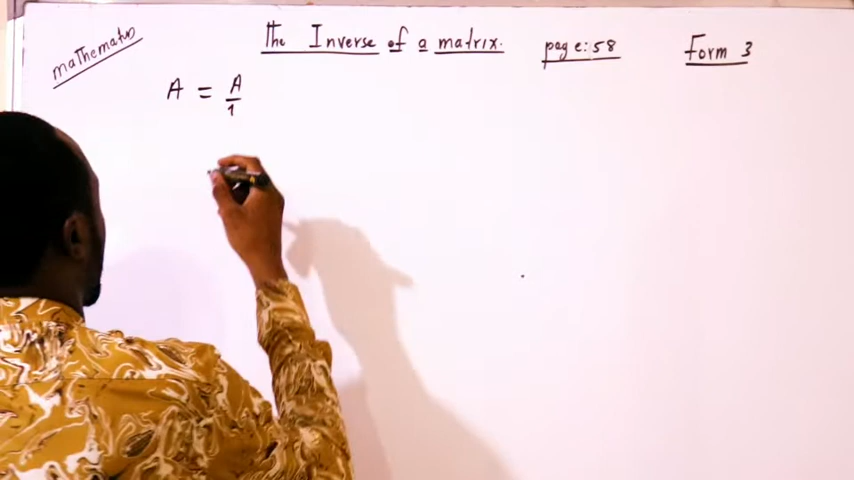 mathematics
The Inverse of a matrix. page: 58 Form 3
A = A/1